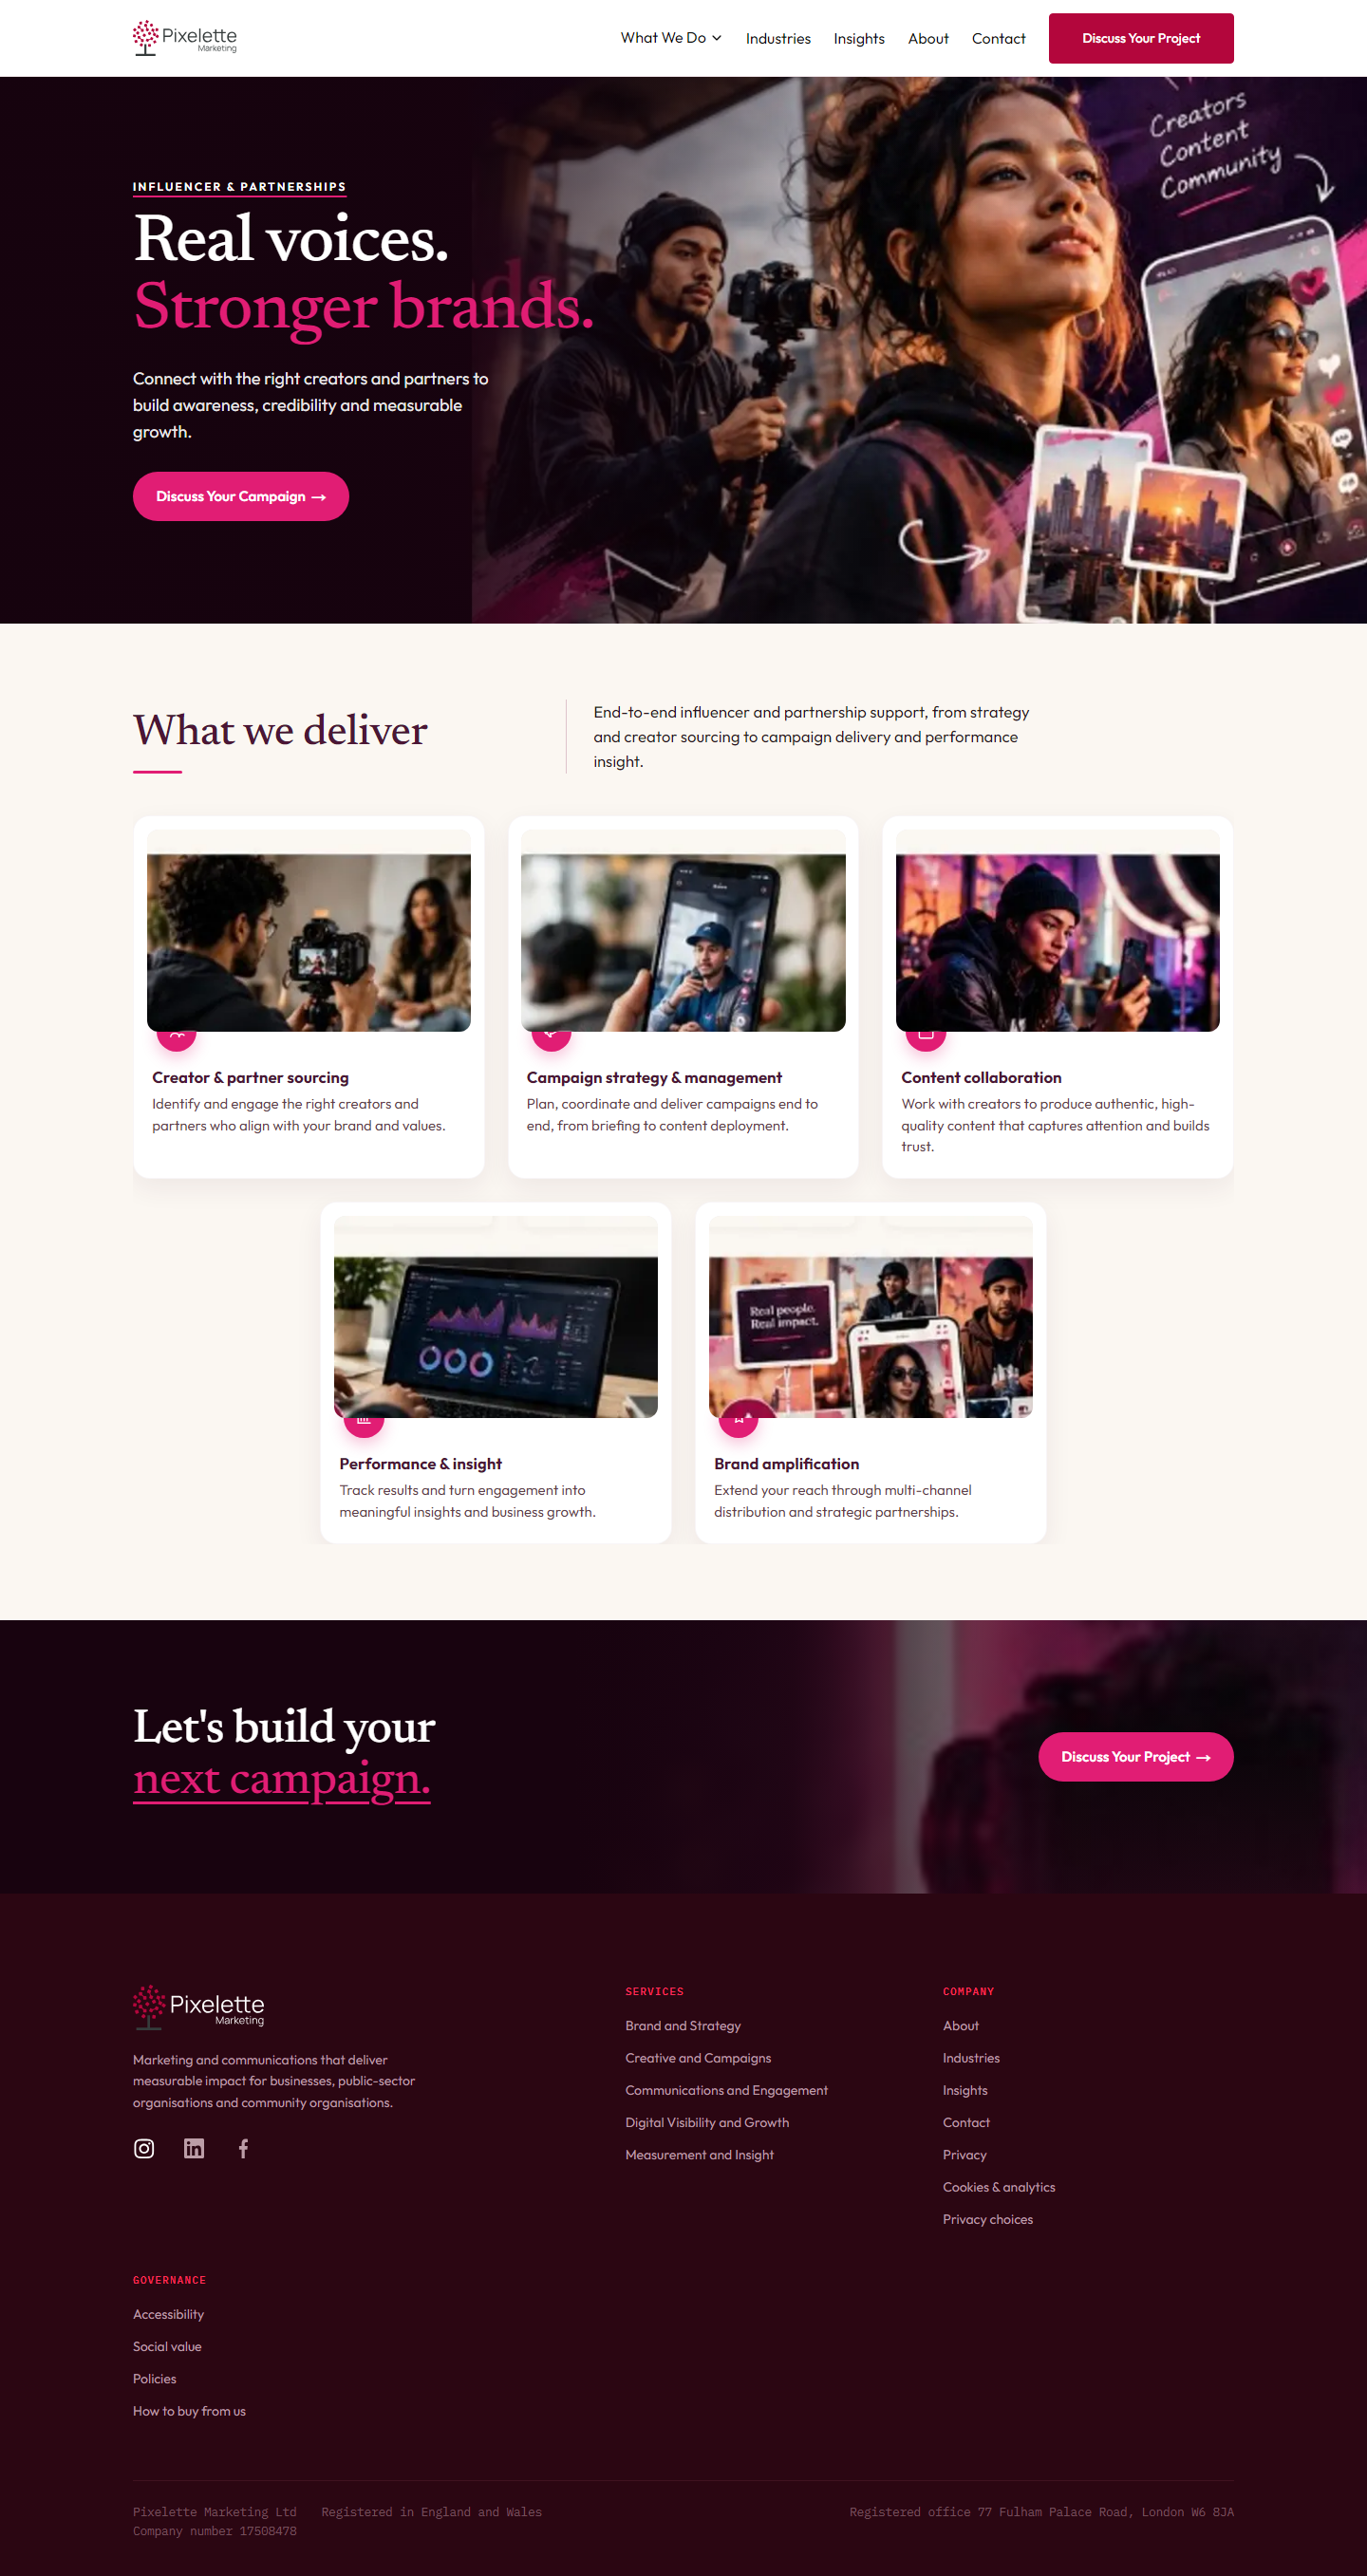 Pixelette
Marketing
What We Do
Industries
Insights
About
Contact
Discuss Your Project
Creators
Content
Community
INFLUENCER & PARTNERSHIPS
Real voices.
Stronger brands.
Connect with the right creators and partners to
build awareness, credibility and measurable
growth.
Discuss Your Campaign →
What we deliver
End-to-end influencer and partnership support, from strategy
and creator sourcing to campaign delivery and performance
insight.
Creator & partner sourcing
Identify and engage the right creators and
partners who align with your brand and values.
Campaign strategy & management
Plan, coordinate and deliver campaigns end to
end, from briefing to content deployment.
Content collaboration
Work with creators to produce authentic, high-
quality content that captures attention and builds
trust.
Real people.
Real impact.
Performance & insight
Track results and turn engagement into
meaningful insights and business growth.
Brand amplification
Extend your reach through multi-channel
distribution and strategic partnerships.
Let's build your
next campaign.
Discuss Your Project →
Pixelette
Marketing
Marketing and communications that deliver
measurable impact for businesses, public-sector
organisations and community organisations.
SERVICES
Brand and Strategy
Creative and Campaigns
Communications and Engagement
Digital Visibility and Growth
Measurement and Insight
COMPANY
About
Industries
Insights
Contact
Privacy
Cookies & analytics
Privacy choices
GOVERNANCE
Accessibility
Social value
Policies
How to buy from us
Pixelette Marketing Ltd
Registered in England and Wales
Registered office 77 Fulham Palace Road, London W6 8JA
Company number 17508478